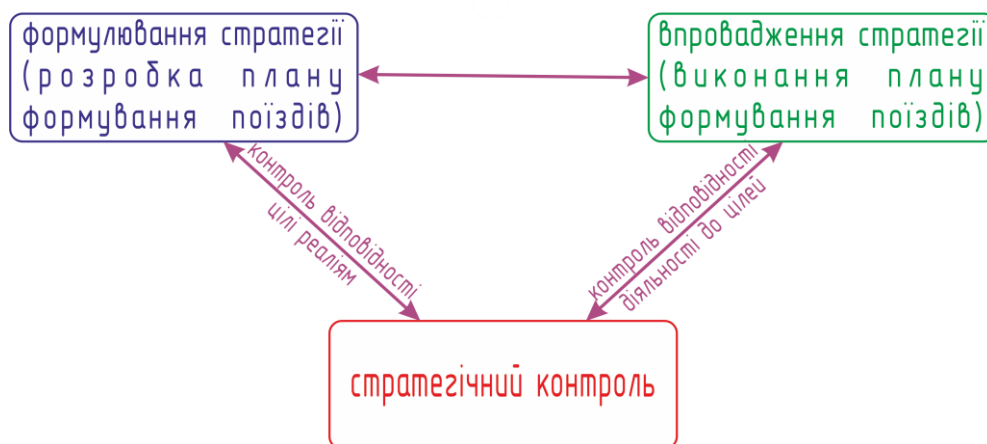 формулювання стратегії
(розробка плану
формування поїздів)
впровадження стратегії
(виконання плану
формування поїздів)
контроль відповідності
цілі реаліям
контроль відповідності
діяльності до цілей
стратегічний контроль